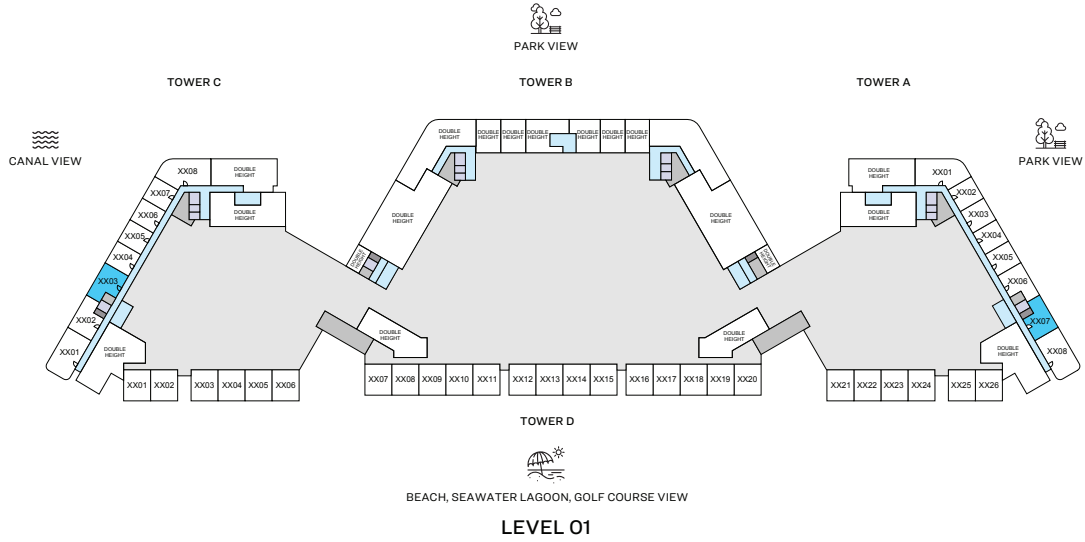 PARK VIEW
TOWER C
TOWER B
TOWER A
CANAL VIEW
PARK VIEW
DOUBLE
HEIGHT
DOUBLE
HEIGHT
DOUBLE
HEIGHT
DOUBLE
HEIGHT
DOUBLE
HEIGHT
DOUBLE
HEIGHT
DOUBLE
HEIGHT
XX08
DOUBLE
HEIGHT
XX07
XX06
XX05
XX04
XX03
XX02
XX01
DOUBLE
HEIGHT
DOUBLE
HEIGHT
DOUBLE
HEIGHT
DOUBLE
HEIGHT
DOUBLE
HEIGHT
DOUBLE
HEIGHT
DOUBLE
HEIGHT
XX01
DOUBLE
HEIGHT
XX02
XX03
XX04
XX05
XX06
XX07
XX08
DOUBLE
HEIGHT
DOUBLE
HEIGHT
DOUBLE
HEIGHT
DOUBLE
HEIGHT
XX01 XX02 XX03 XX04 XX05 XX06 XX07 XX08 XX09 XX10 XX11 XX12 XX13 XX14 XX15 XX16 XX17 XX18 XX19 XX20 XX21 XX22 XX23 XX24 XX25 XX26
TOWER D
BEACH, SEAWATER LAGOON, GOLF COURSE VIEW
LEVEL 01